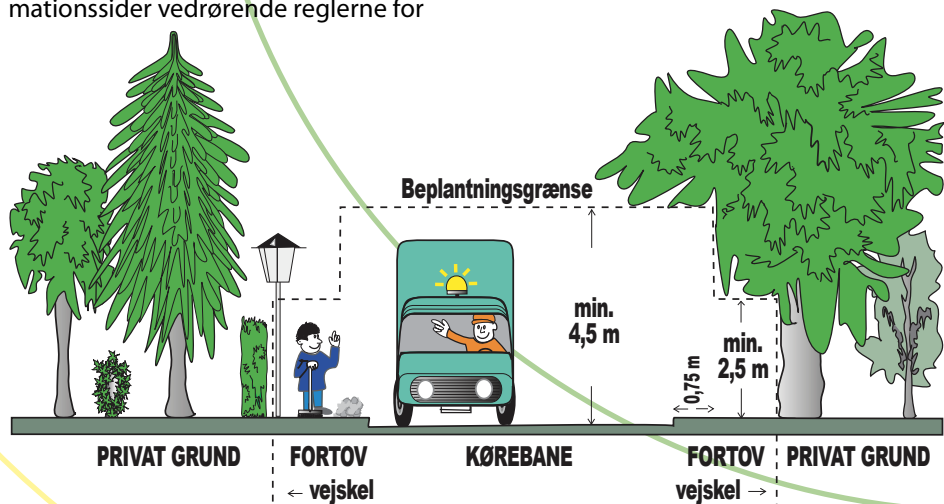 mationssider vedrørende reglerne for
Beplantningsgrænse
min.
4,5 m
0,75 m
min.
2,5 m
PRIVAT GRUND
FORTOV
KØREBANE
FORTOV
PRIVAT GRUND
← vejskel
vejskel →